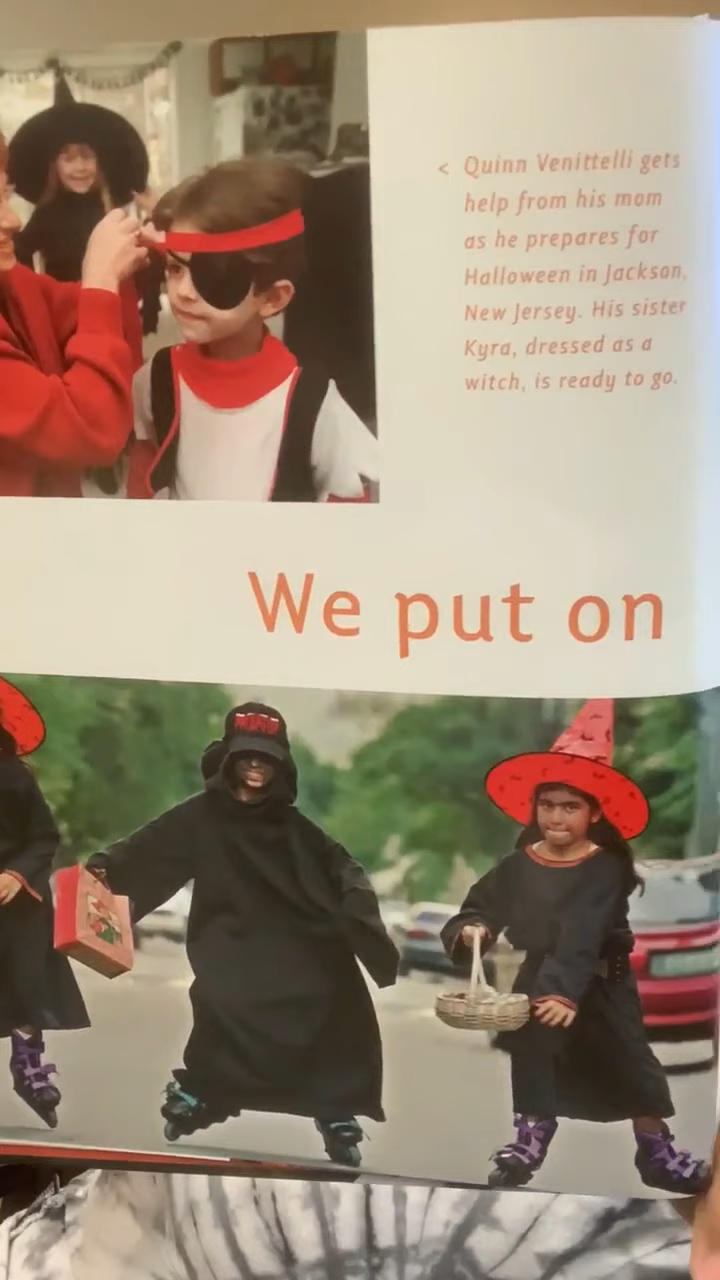 < Quinn Venittelli gets
help from his mom
as he prepares for
Halloween in Jackson,
New Jersey. His sister
Kyra, dressed as a
witch, is ready to go.
We put on